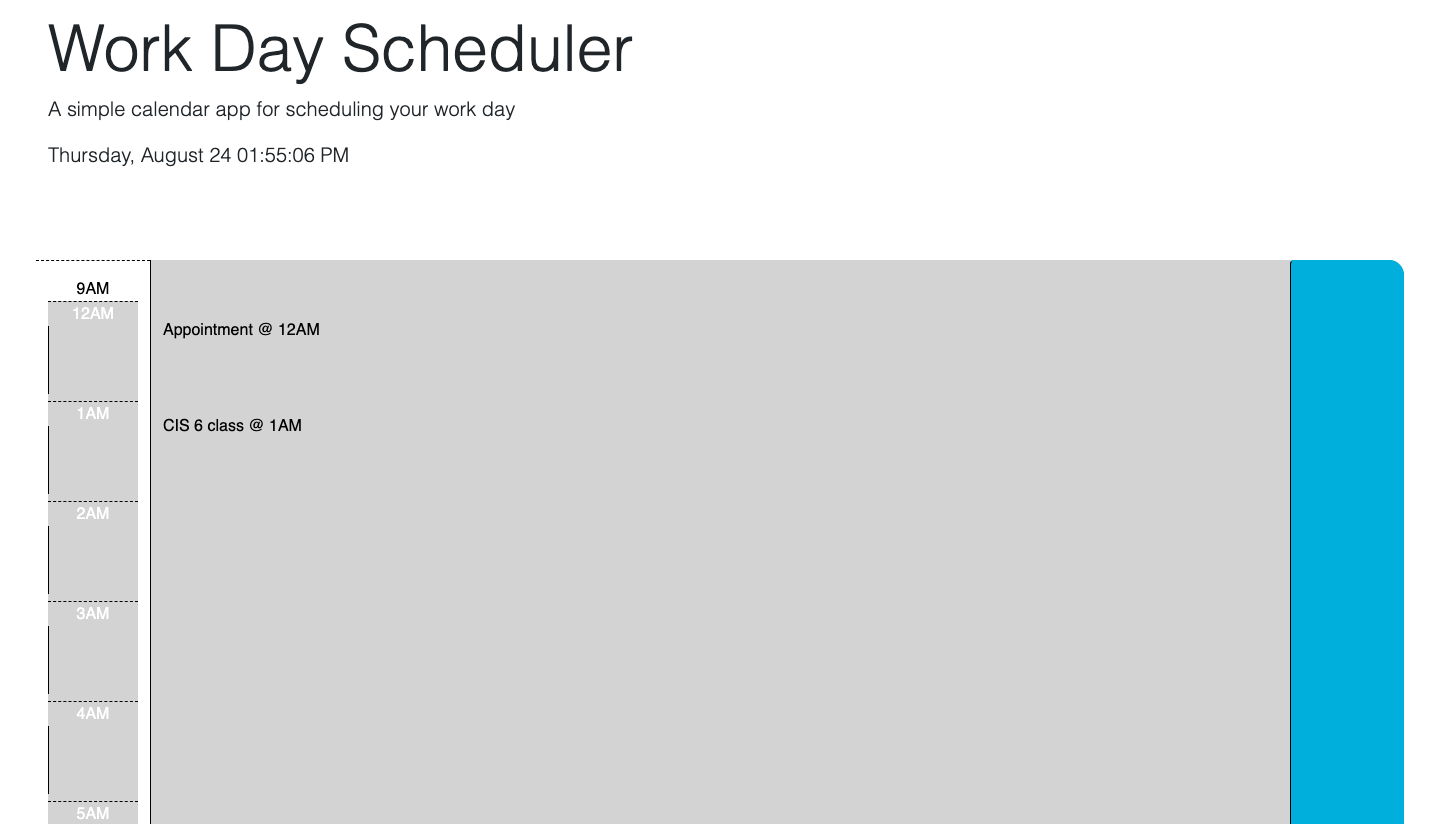 Work Day Scheduler
A simple calendar app for scheduling your work day
Thursday, August 24 01:55:06 PM
9AM
12AM
Appointment @ 12AM
1AM
CIS 6 class @ 1AM
2AM
3AM
4AM
5AM